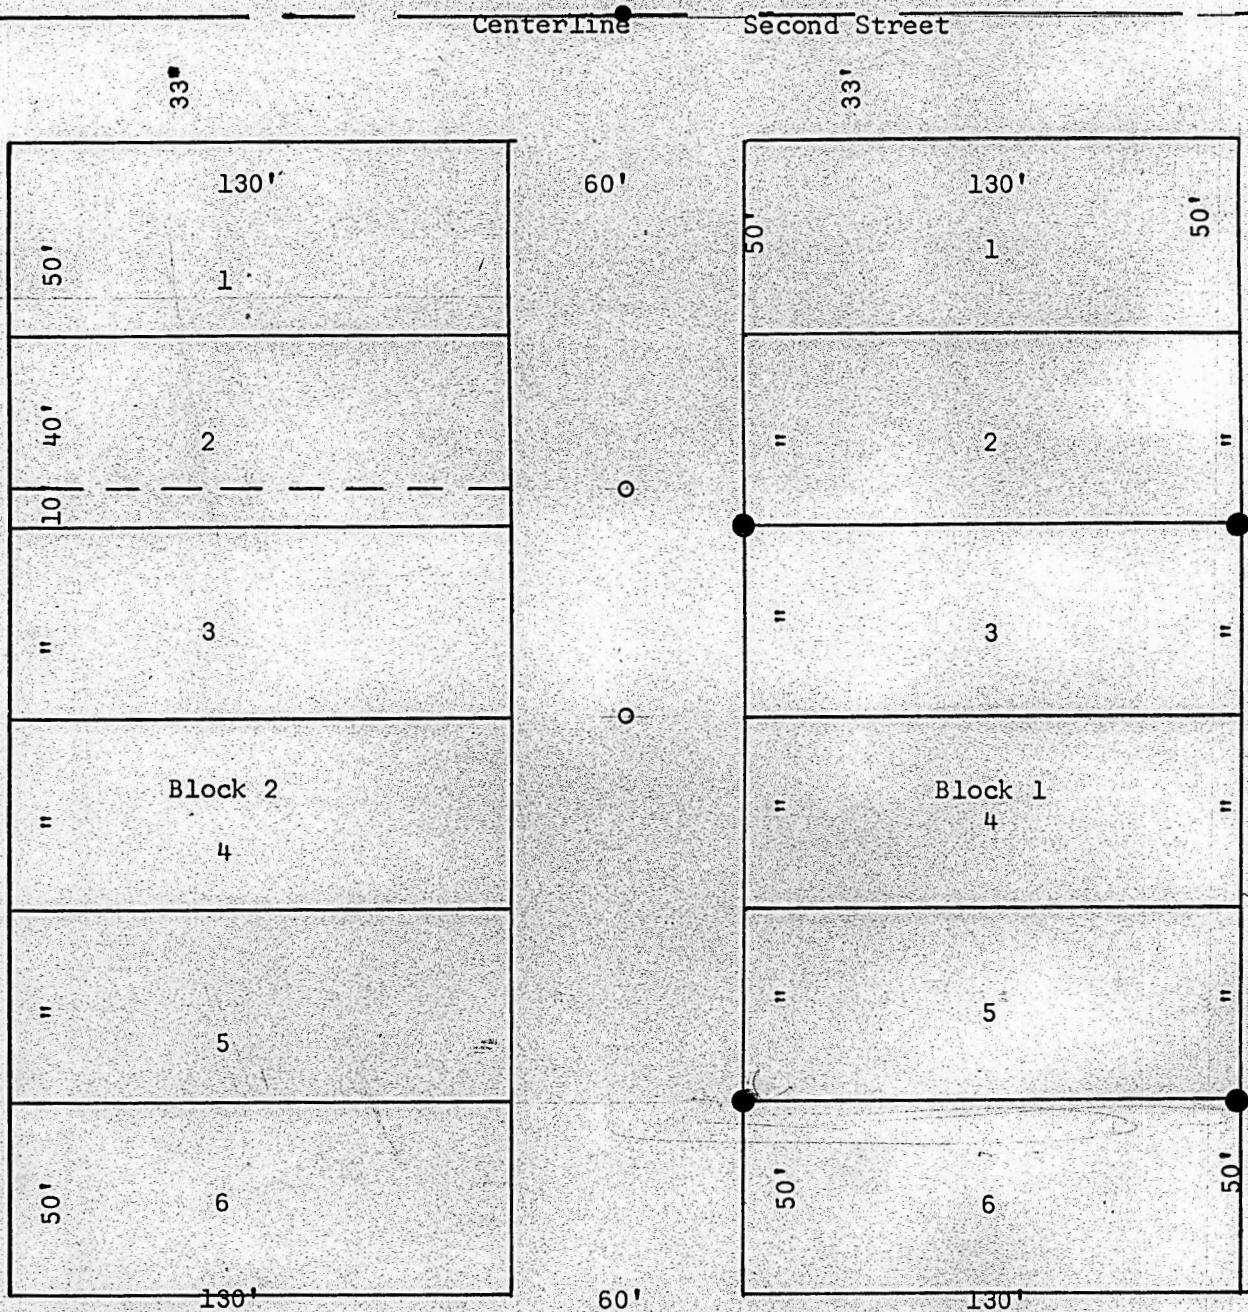 Centerline Second Street
33' 33'
130' 60' 130'
50' 50' 50'
1 1
40' 2 " 2 "
10'
" 3 " 3 "
Block 2 Block 1
" 4 " 4 "
" 5 " 5 "
50' 6 50' 6 50'
130' 60' 130'